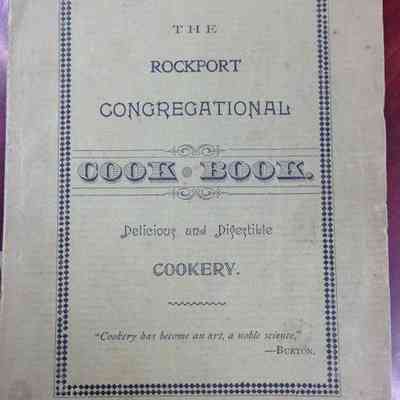 THE
ROCKPORT
CONGREGATIONAL
COOK BOOK.
Delicious and Digestible
COOKERY.
"Cookery has become an art, a noble science,"
—BURTON.